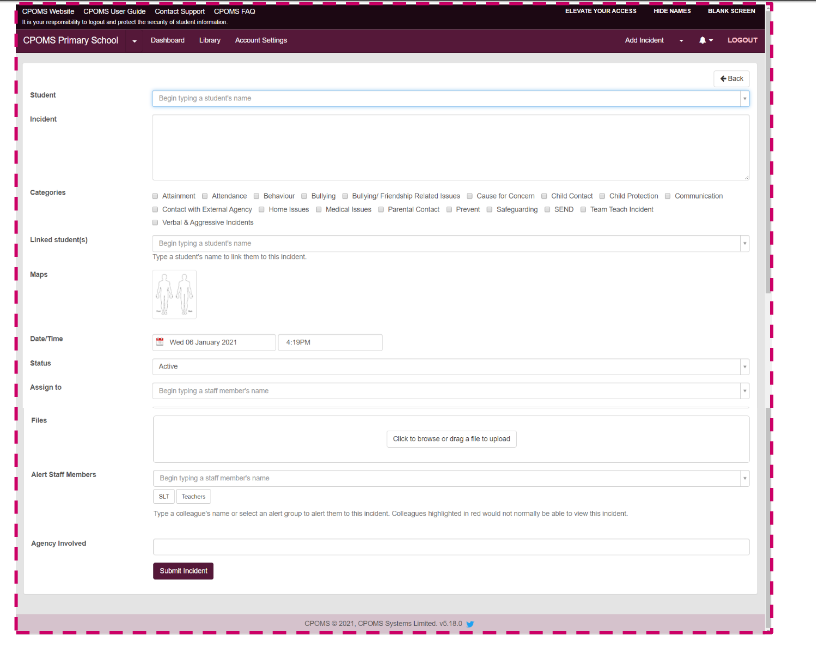 CPOMS Website CPOMS User Guide Contact Support CPOMS FAQ ELEVATE YOUR ACCESS HIDE NAMES BLANK SCREEN
It is your responsibility to logout and protect the security of student information.
CPOMS Primary School Dashboard Library Account Settings Add Incident LOGOUT
Back
Student Begin typing a student's name
Incident
Categories Attainment Attendance Behaviour Bullying Bullying/ Friendship Related Issues Cause for Concern Child Contact Child Protection Communication
Contact with External Agency Home Issues Medical Issues Parental Contact Prevent Safeguarding SEND Team Teach Incident
Verbal & Aggressive Incidents
Linked student(s) Begin typing a student's name
Type a student's name to link them to this incident.
Maps
Date/Time Wed 06 January 2021 4:19PM
Status Active
Assign to Begin typing a staff member's name
Files
Click to browse or drag a file to upload
Alert Staff Members Begin typing a staff member's name
SLT Teachers
Type a colleague's name or select an alert group to alert them to this incident. Colleagues highlighted in red would not normally be able to view this incident.
Agency Involved
Submit Incident
CPOMS © 2021, CPOMS Systems Limited. v0.18.0